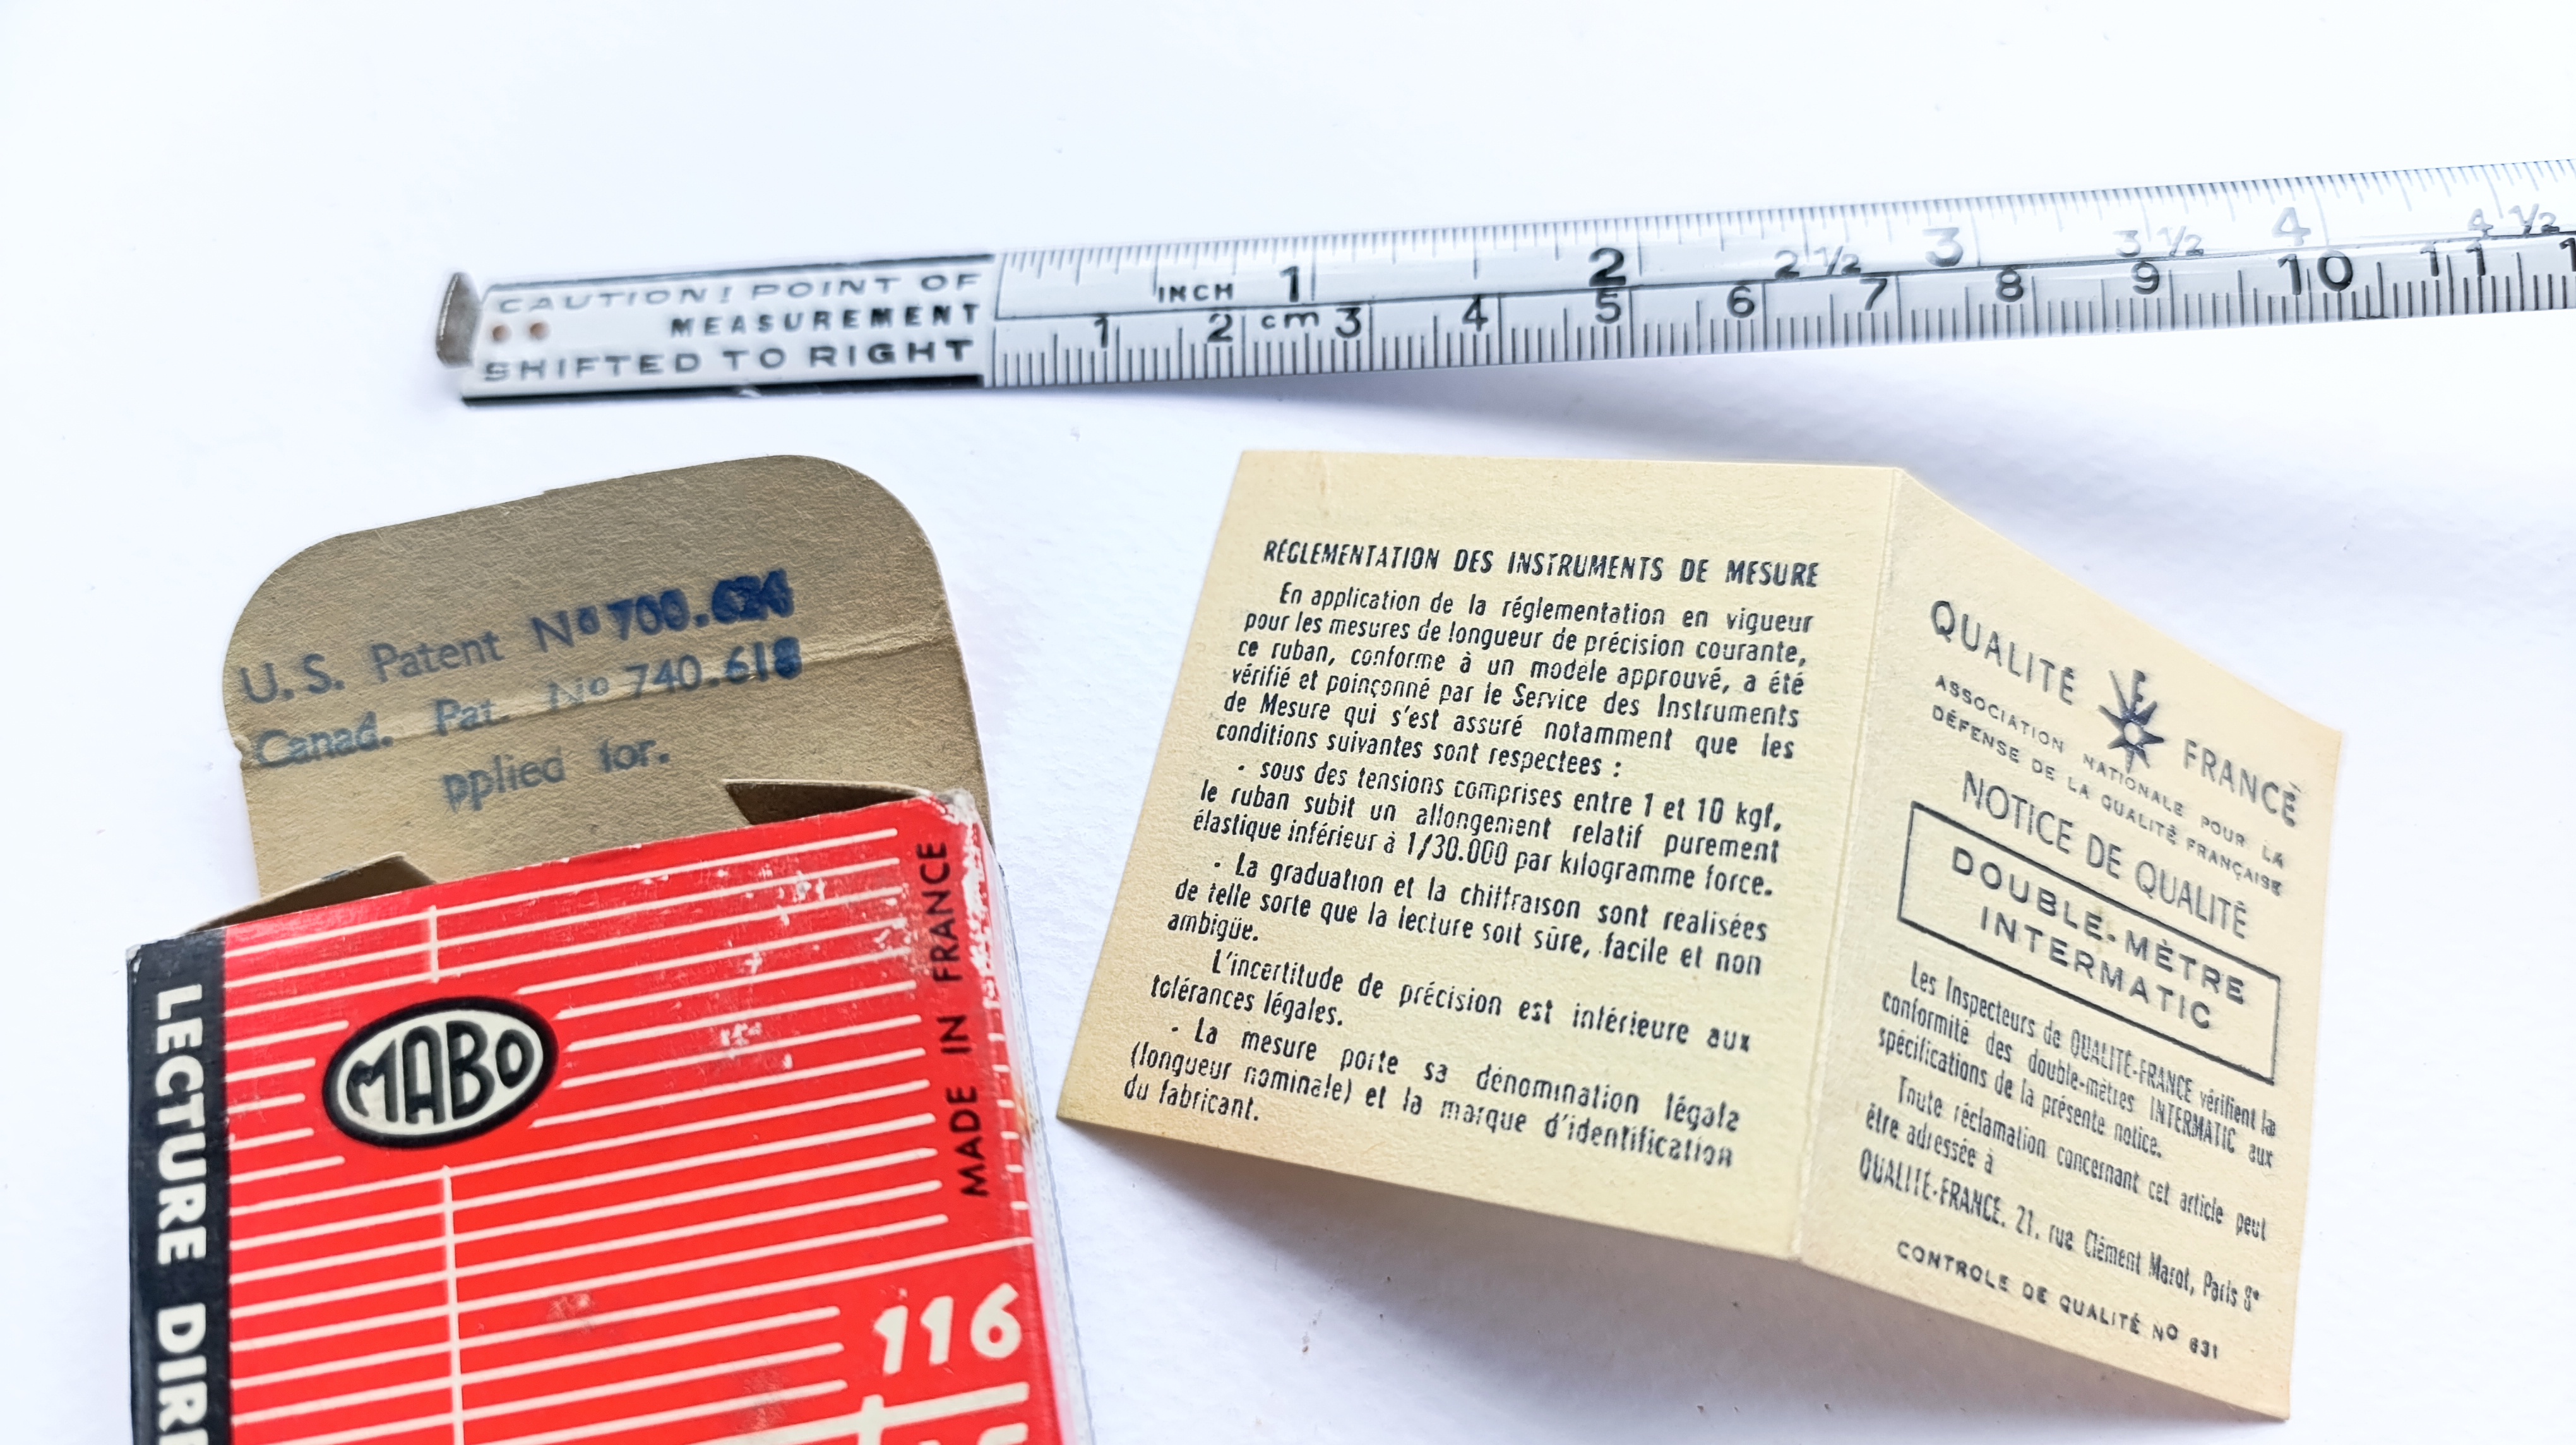 CAUTION! POINT OF
MEASUREMENT
SHIFTED TO RIGHT
INCH 1 2 2 1/2 3 3 1/2 4 4 1/2
1 2 cm 3 4 5 6 7 8 9 10 11
U.S. Patent Nº 700.
Canad. Pat. Nº 740.618
pplied for.
LECTURE
MABO
MADE IN FRANCE
116
RÉGLEMENTATION DES INSTRUMENTS DE MESURE
En application de la réglementation en vigueur
pour les mesures de longueur de précision courante,
ce ruban, conforme à un modèle approuvé, a été
vérifié et poinçonné par le Service des Instruments
de Mesure qui s'est assuré notamment que les
conditions suivantes sont respectees :
- sous des tensions comprises entre 1 et 10 kgf,
le ruban subit un allongement relatif purement
élastique inférieur à 1/30.000 par kilogramme force.
- La graduation et la chiffraison sont réalisées
de telle sorte que la lecture soit sûre, facile et non
ambigüe.
L'incertitude de précision est inférieure aux
tolérances légales.
- La mesure porte sa dénomination légale
(longueur nominale) et la marque d'identification
du fabricant.
QUALITÉ FRANCE
ASSOCIATION NATIONALE POUR LA
DÉFENSE DE LA QUALITÉ FRANÇAISE
NOTICE DE QUALITÉ
DOUBLE-MÈTRE
INTERMATIC
Les Inspecteurs de QUALITÉ-FRANCE vérifient la
conformité des double-mètres INTERMATIC aux
spécifications de la présente notice.
Toute réclamation concernant cet article peut
être adressée à
QUALITÉ-FRANCE, 21, rue Clément Marot, Paris 8e
CONTROLE DE QUALITÉ Nº 631